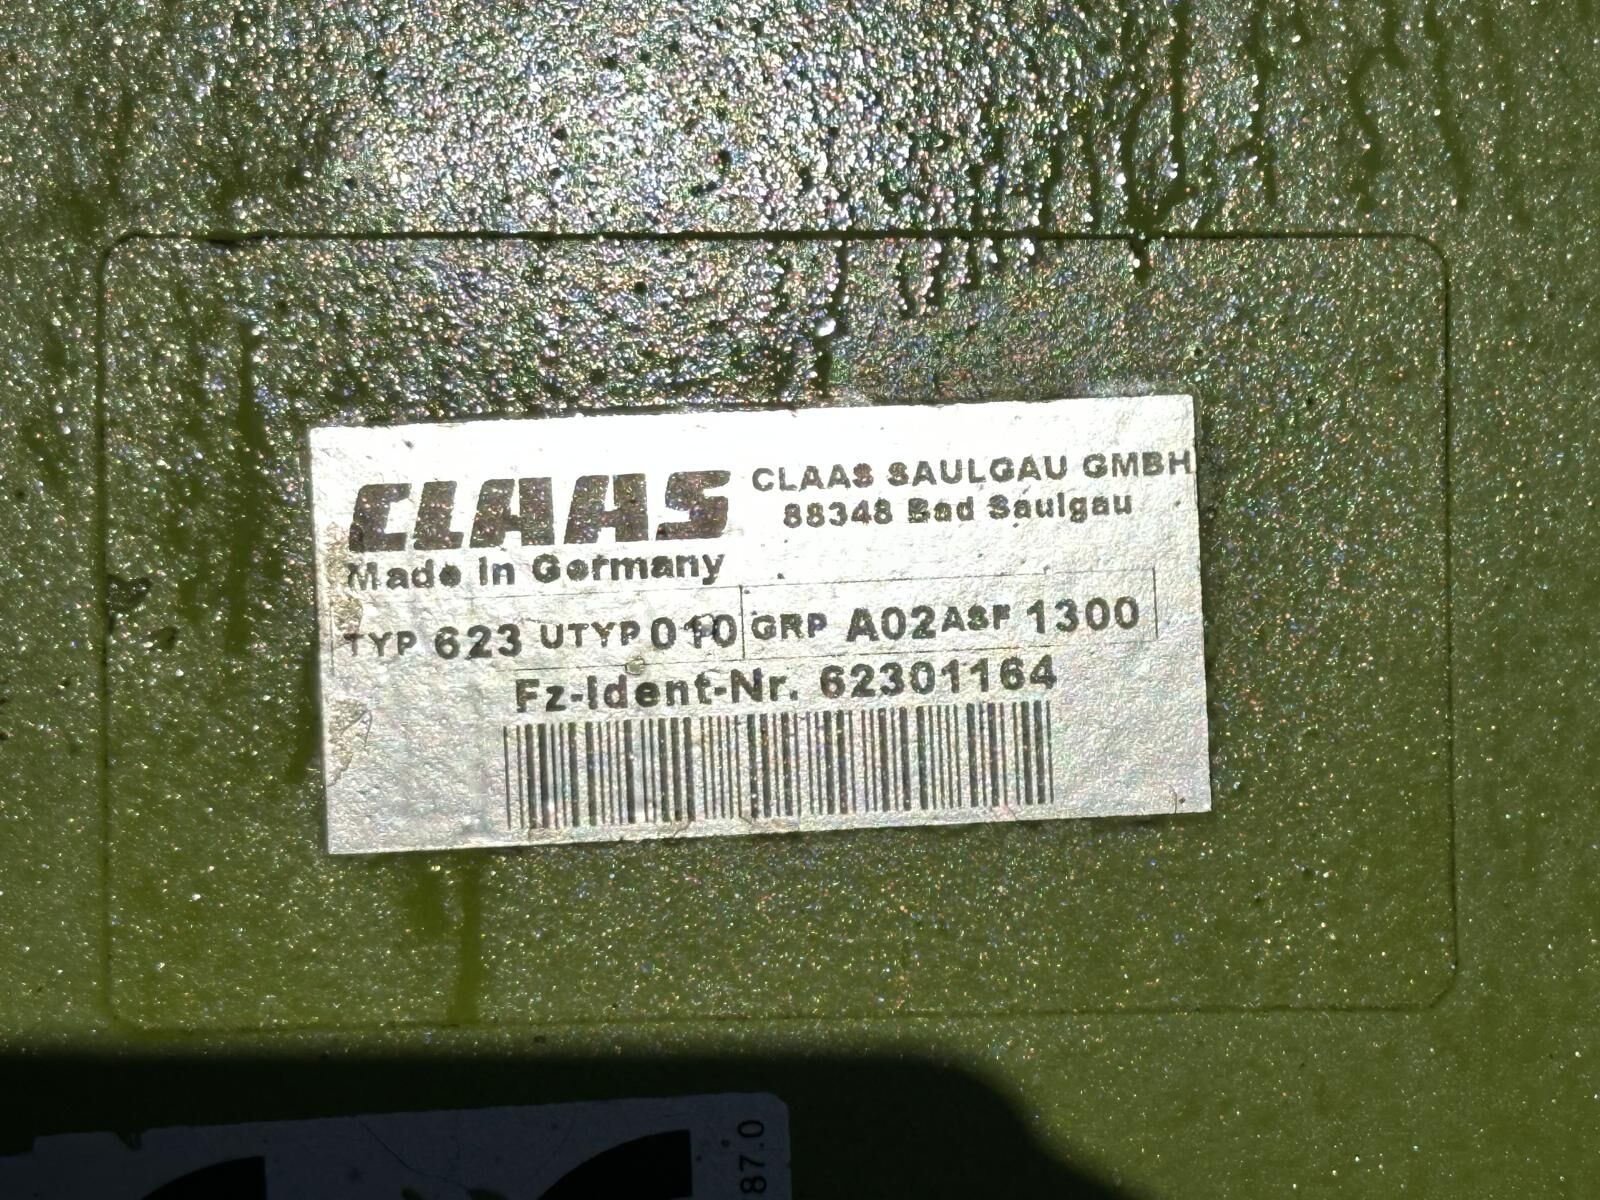 CLAAS
CLAAS SAULGAU GMBH
88348 Bad Saulgau
Made in Germany
TYP 623 UTYP 010 GRP A02 ASF 1300
Fz-Ident-Nr. 62301164
87.0